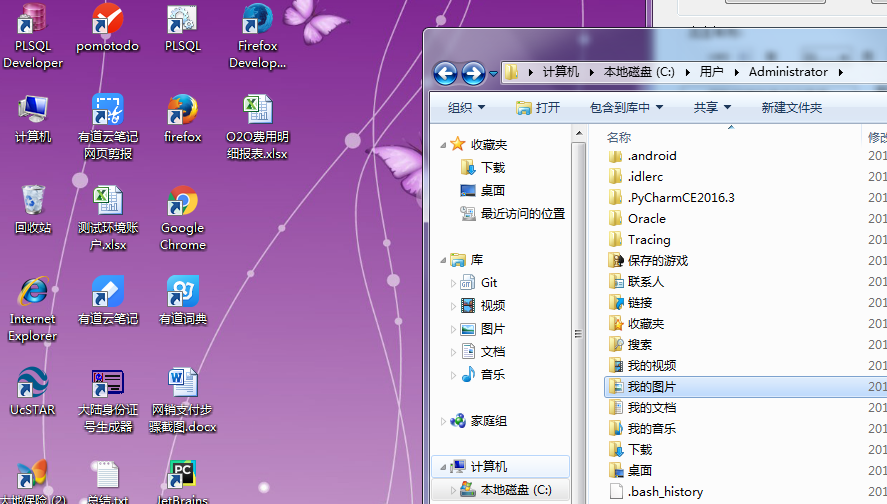 PLSQL
Developer
pomotodo
PLSQL
Firefox
Develop...
计算机
有道云笔记
网页剪报
firefox
O2O费用明
细报表.xlsx
回收站
测试环境账
户.xlsx
Google
Chrome
Internet
Explorer
有道云笔记
有道词典
UcSTAR
大陆身份证
号生成器
网销支付步
骤截图.docx
大地保险 (2)
总结.txt
JetBrains
计算机
本地磁盘 (C:)
用户
Administrator
组织
打开
包含到库中
共享
新建文件夹
收藏夹
下载
桌面
最近访问的位置
库
Git
视频
图片
文档
音乐
家庭组
计算机
本地磁盘 (C:)
名称
修改
.android
201
.idlerc
201
.PyCharmCE2016.3
201
Oracle
201
Tracing
201
保存的游戏
201
联系人
201
链接
201
收藏夹
201
搜索
201
我的视频
201
我的图片
201
我的文档
201
我的音乐
201
下载
201
桌面
201
.bash_history
201